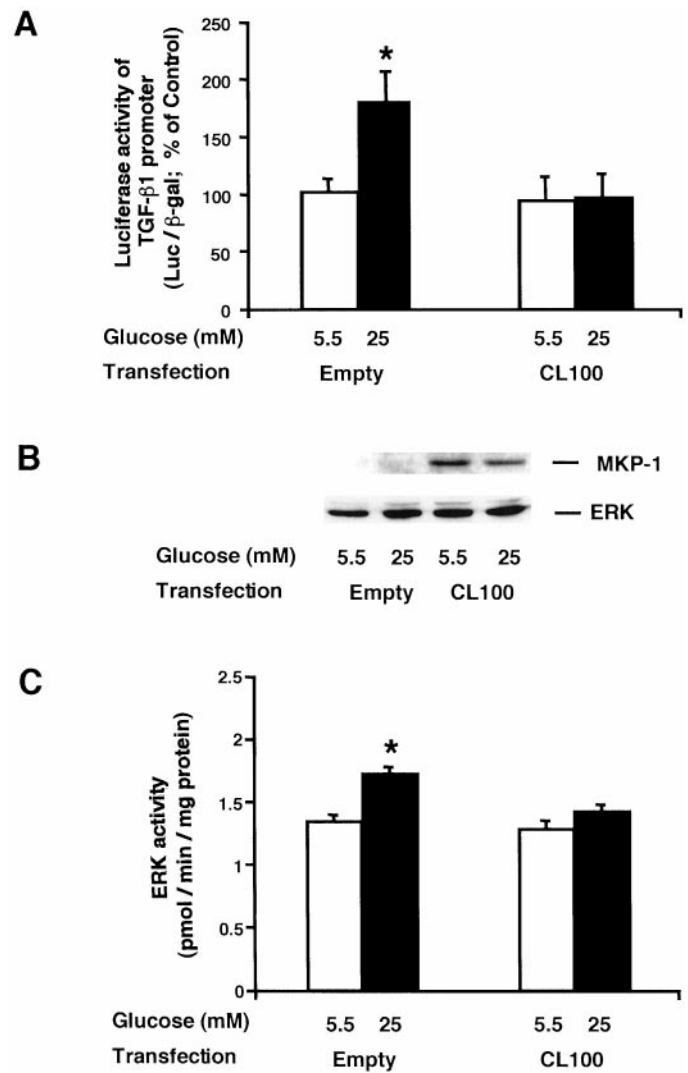 A
Luciferase activity of
TGF-β1 promoter
(Luc / β-gal; % of Control)
250
200
150
100
50
0
*
Glucose (mM) 5.5 25 5.5 25
Transfection Empty CL100
B
MKP-1
ERK
Glucose (mM) 5.5 25 5.5 25
Transfection Empty CL100
C
ERK activity
(pmol / min / mg protein)
2.5
2
1.5
1
0.5
0
*
Glucose (mM) 5.5 25 5.5 25
Transfection Empty CL100